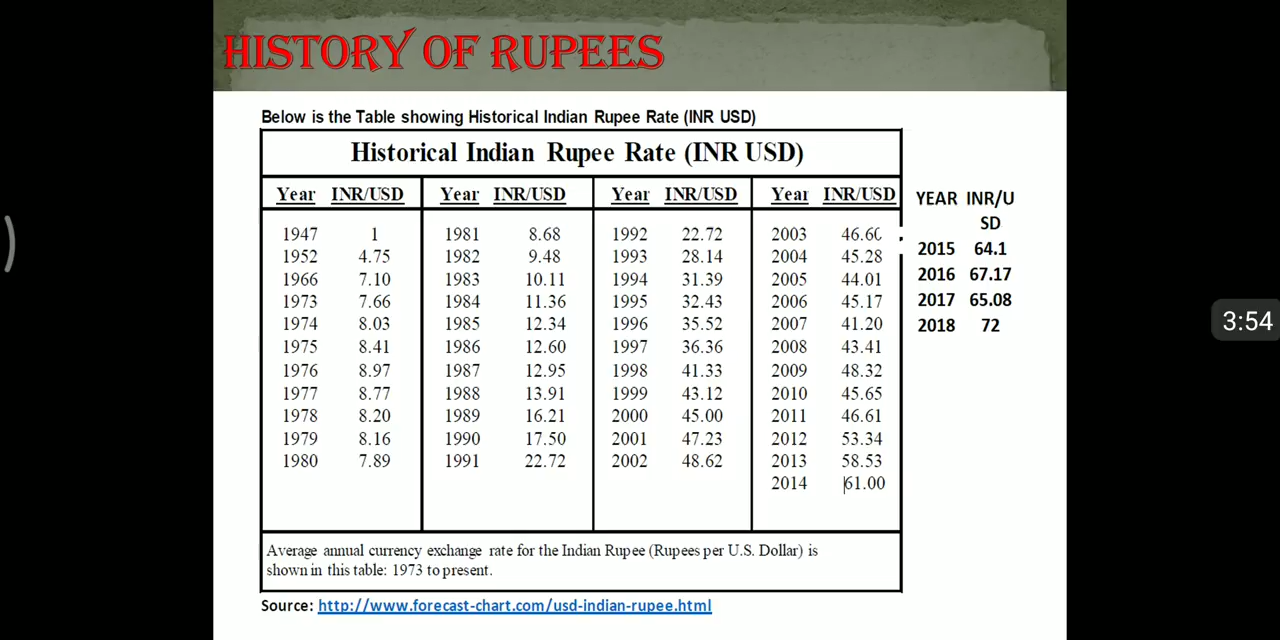 HISTORY OF RUPEES
Below is the Table showing Historical Indian Rupee Rate (INR USD)
Historical Indian Rupee Rate (INR USD)
Year INR/USD Year INR/USD Year INR/USD Year INR/USD
1947 1 1981 8.68 1992 22.72 2003 46.60
1952 4.75 1982 9.48 1993 28.14 2004 45.28
1966 7.10 1983 10.11 1994 31.39 2005 44.01
1973 7.66 1984 11.36 1995 32.43 2006 45.17
1974 8.03 1985 12.34 1996 35.52 2007 41.20
1975 8.41 1986 12.60 1997 36.36 2008 43.41
1976 8.97 1987 12.95 1998 41.33 2009 48.32
1977 8.77 1988 13.91 1999 43.12 2010 45.65
1978 8.20 1989 16.21 2000 45.00 2011 46.61
1979 8.16 1990 17.50 2001 47.23 2012 53.34
1980 7.89 1991 22.72 2002 48.62 2013 58.53
2014 61.00
YEAR INR/U
SD
2015 64.1
2016 67.17
2017 65.08
2018 72
3:54
Average annual currency exchange rate for the Indian Rupee (Rupees per U.S. Dollar) is
shown in this table: 1973 to present.
Source: http://www.forecast-chart.com/usd-indian-rupee.html